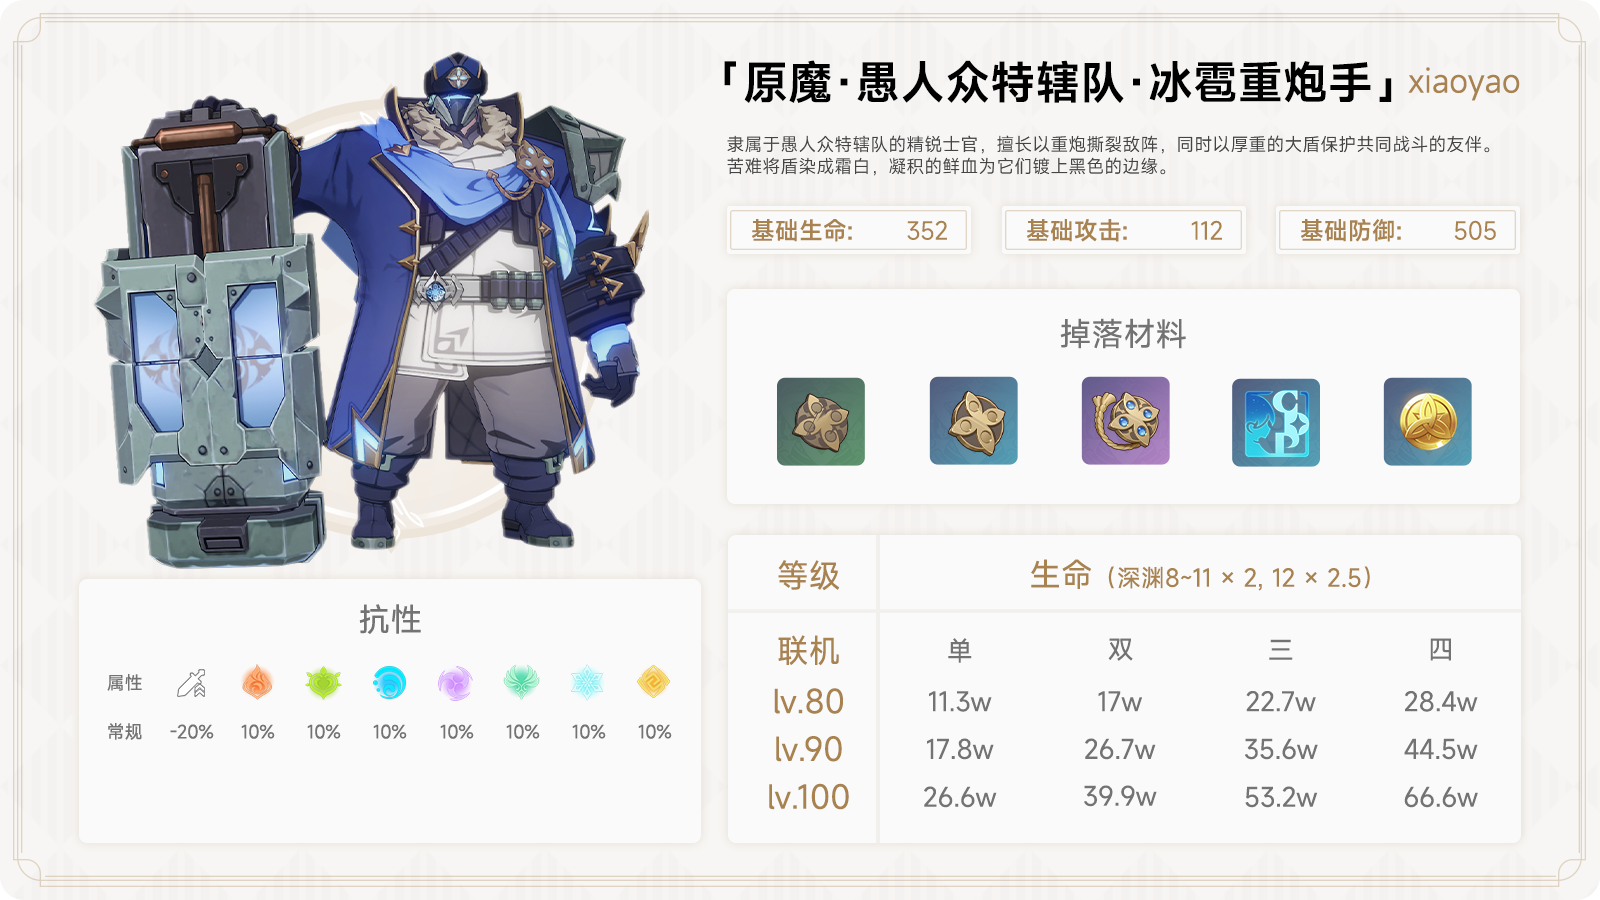 「原魔·愚人众特辖队·冰雹重炮手」xiaoyao
隶属于愚人众特辖队的精锐士官，擅长以重炮撕裂敌阵，同时以厚重的大盾保护共同战斗的友伴。
苦难将盾染成霜白，凝积的鲜血为它们镀上黑色的边缘。
基础生命: 352
基础攻击: 112
基础防御: 505
掉落材料
抗性
属性
常规 -20% 10% 10% 10% 10% 10% 10% 10%
等级 生命（深渊8~11 × 2, 12 × 2.5）
联机 单 双 三 四
lv.80 11.3w 17w 22.7w 28.4w
lv.90 17.8w 26.7w 35.6w 44.5w
lv.100 26.6w 39.9w 53.2w 66.6w